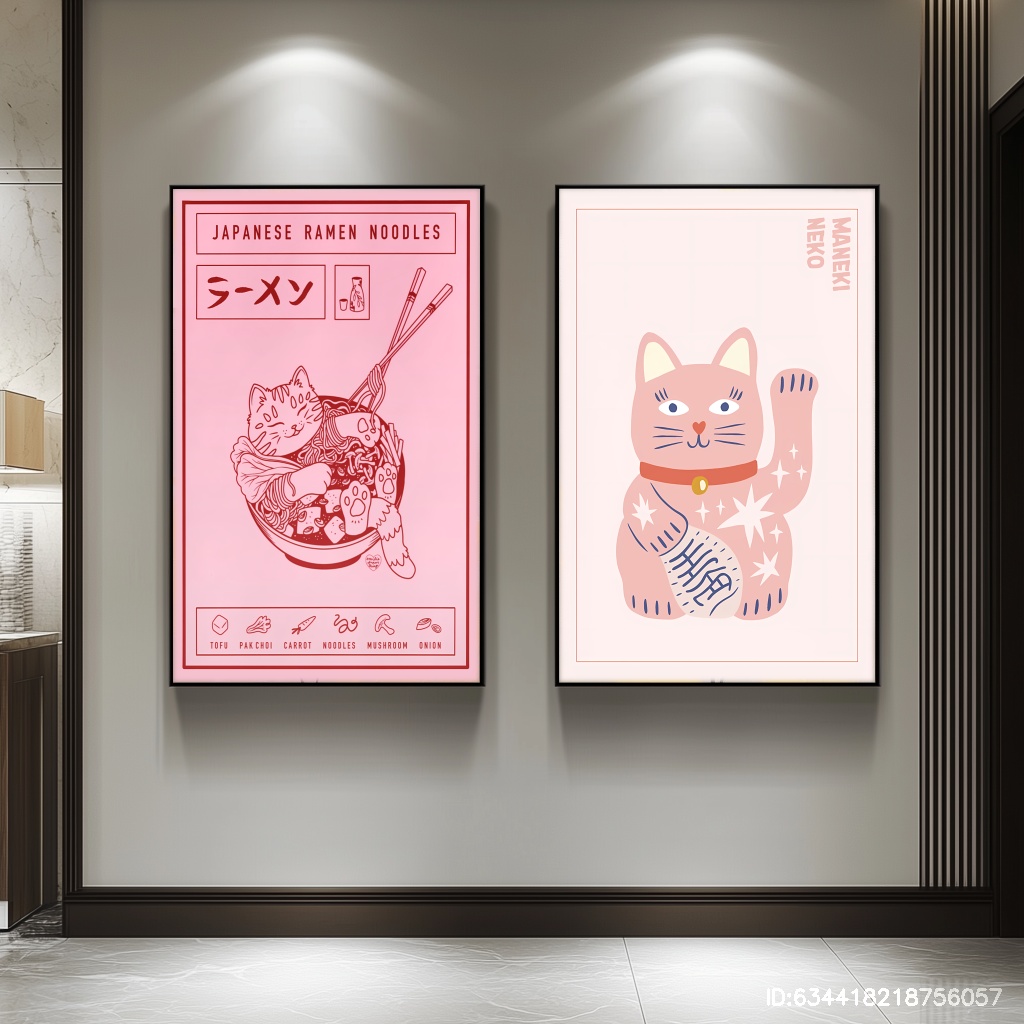 JAPANESE RAMEN NOODLES
ラーメン
TOFU PAK CHOI CARROT NOODLES MUSHROOM ONION
MANEKI
NEKO
ID:634418218756057